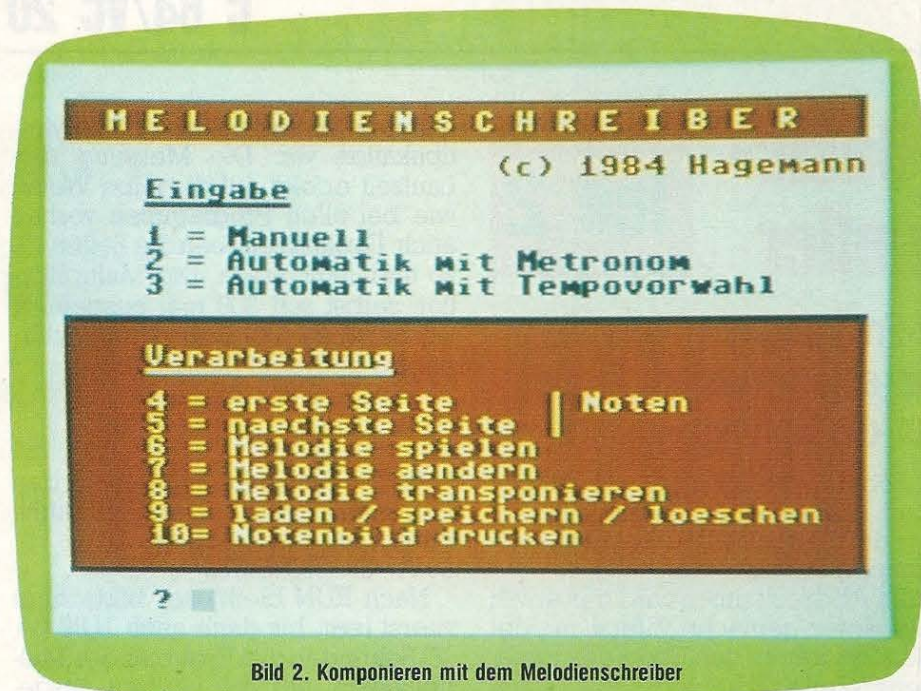 M E L O D I E N S C H R E I B E R
(c) 1984 Hagemann
Eingabe
1 = Manuell
2 = Automatik mit Metronom
3 = Automatik mit Tempovorwahl
Verarbeitung
4 = erste Seite | Noten
5 = naechste Seite |
6 = Melodie spielen
7 = Melodie aendern
8 = Melodie transponieren
9 = laden / speichern / loeschen
10= Notenbild drucken
?
Bild 2. Komponieren mit dem Melodienschreiber